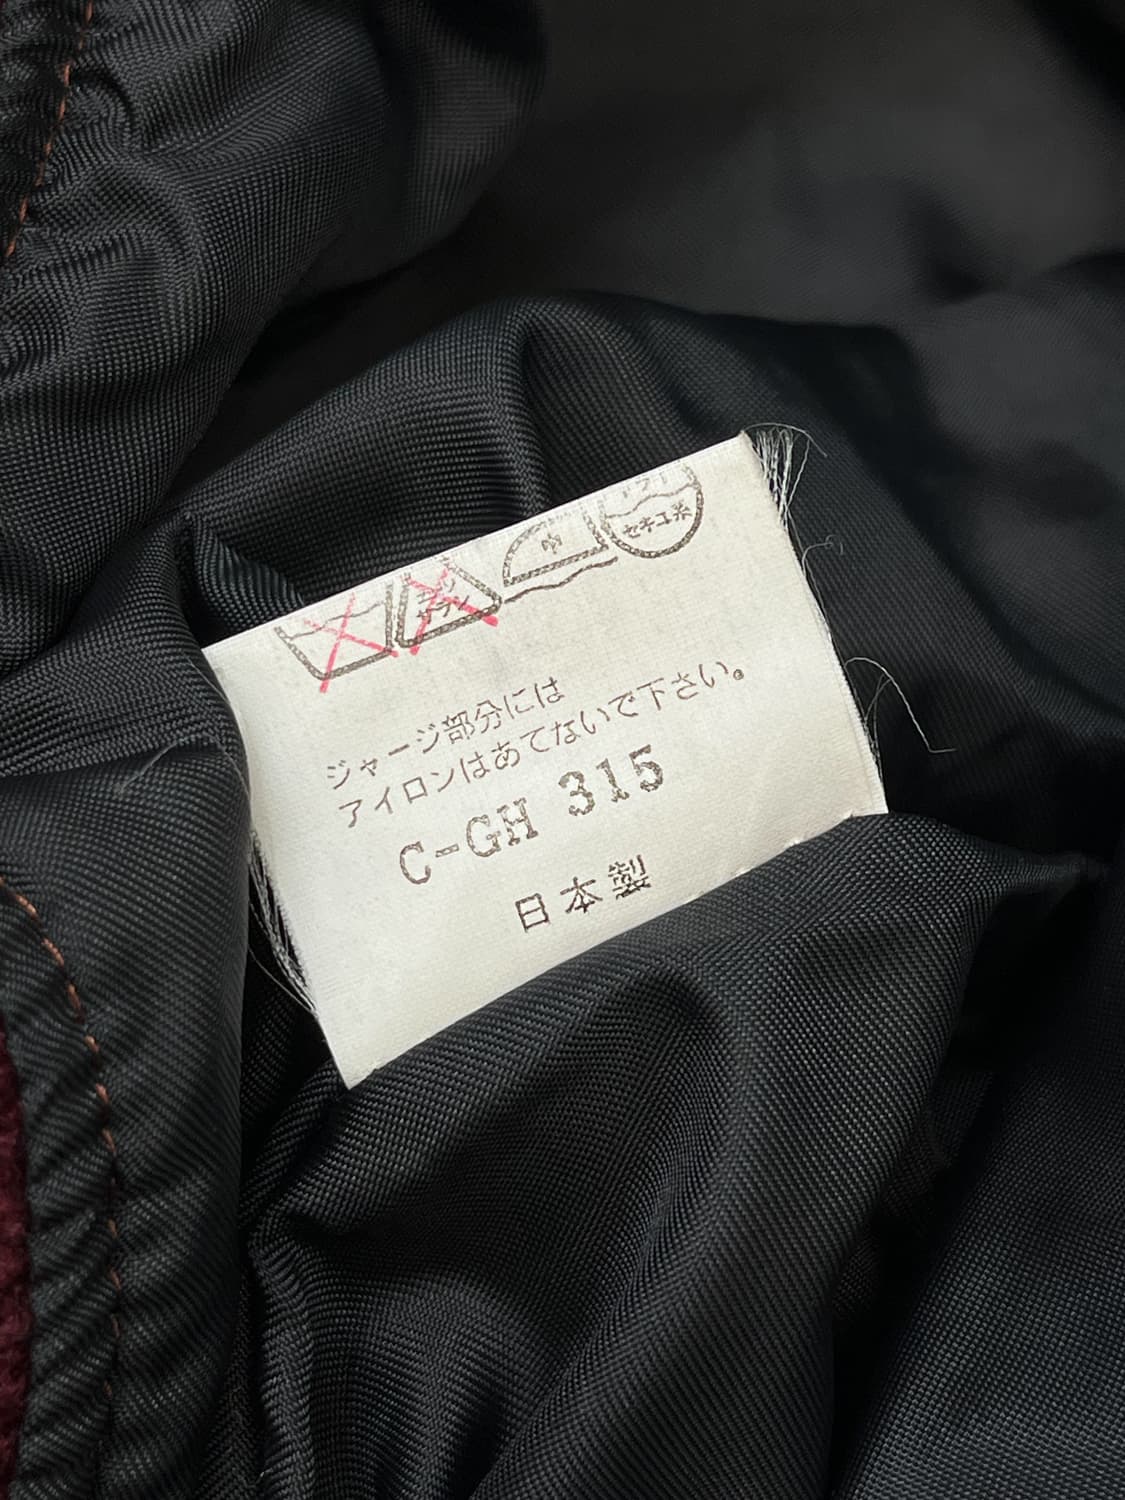 中
セキユ系
ジャージ部分には
アイロンはあてないで下さい。
C-GH 315
日本製